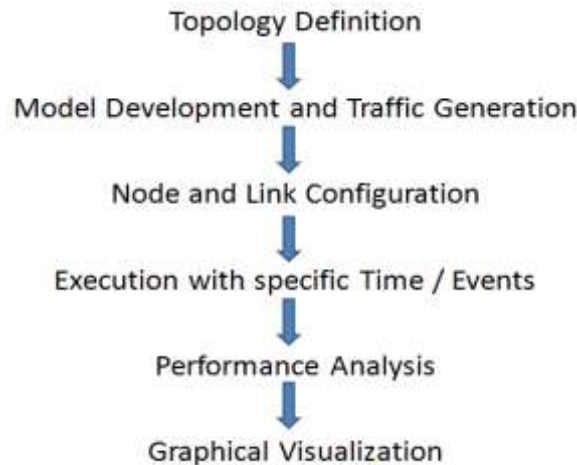 Topology Definition
Model Development and Traffic Generation
Node and Link Configuration
Execution with specific Time / Events
Performance Analysis
Graphical Visualization